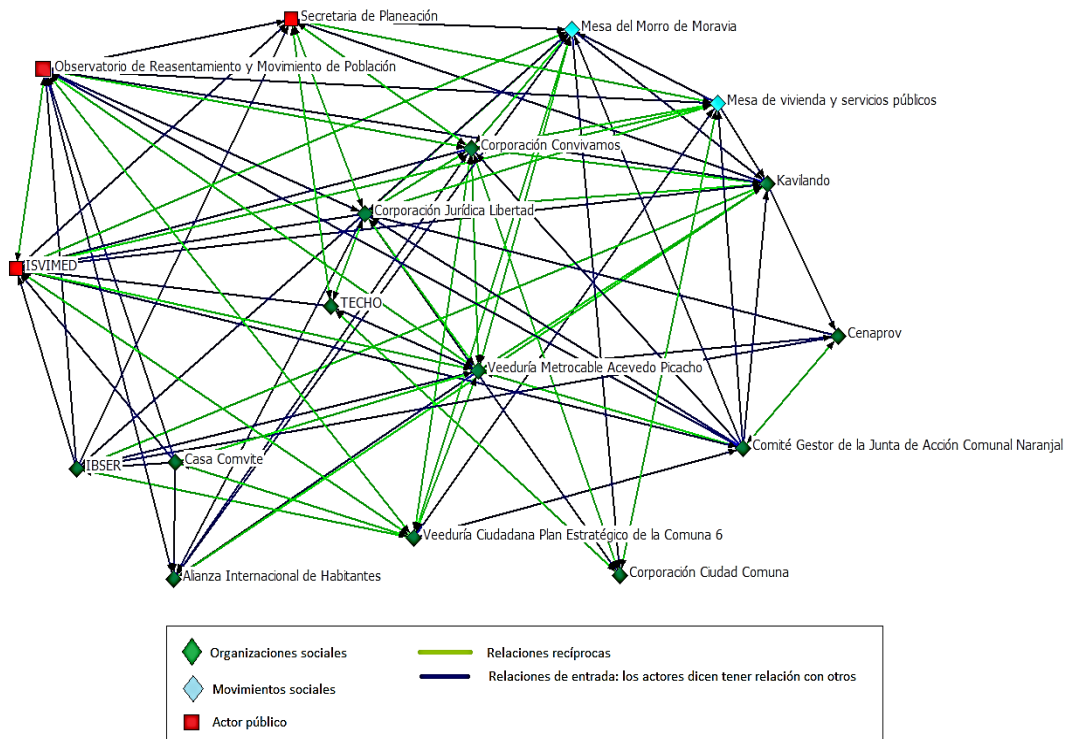 Secretaria de Planeación
Mesa del Morro de Moravia
Observatorio de Reasentamiento y Movimiento de Población
Mesa de vivienda y servicios públicos
Corporación Convivamos
Kavilando
Corporación Jurídica Libertad
ISVIMED
TECHO
Cenaprov
Veeduría Metrocable Acevedo Picacho
Comité Gestor de la Junta de Acción Comunal Naranjal
IBSER
Casa Comvite
Veeduría Ciudadana Plan Estratégico de la Comuna 6
Alianza Internacional de Habitantes
Corporación Ciudad Comuna
Organizaciones sociales
Relaciones recíprocas
Movimientos sociales
Relaciones de entrada: los actores dicen tener relación con otros
Actor público